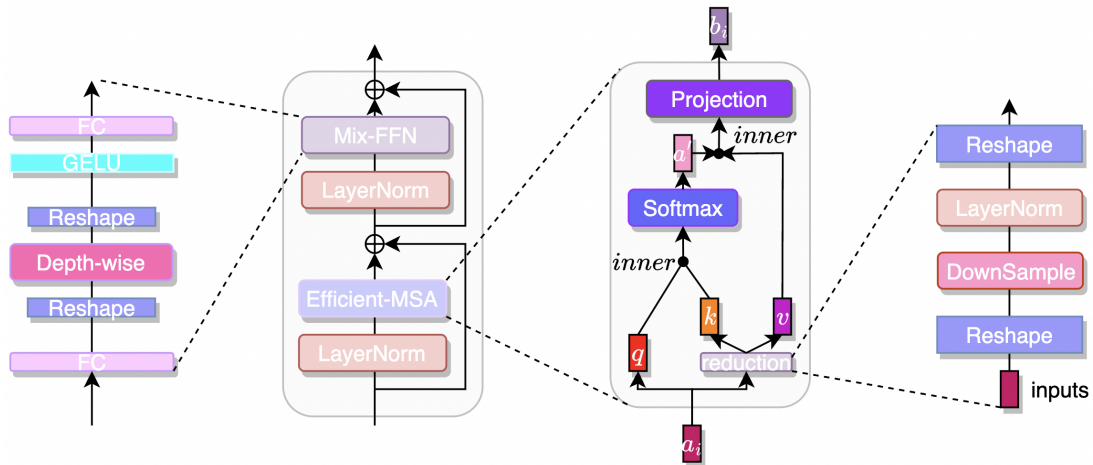 FC
GELU
Reshape
Depth-wise
Reshape
FC
Mix-FFN
LayerNorm
Efficient-MSA
LayerNorm
b_i
Projection
inner
a'
Softmax
inner
k
v
q
reduction
a_i
Reshape
LayerNorm
DownSample
Reshape
inputs